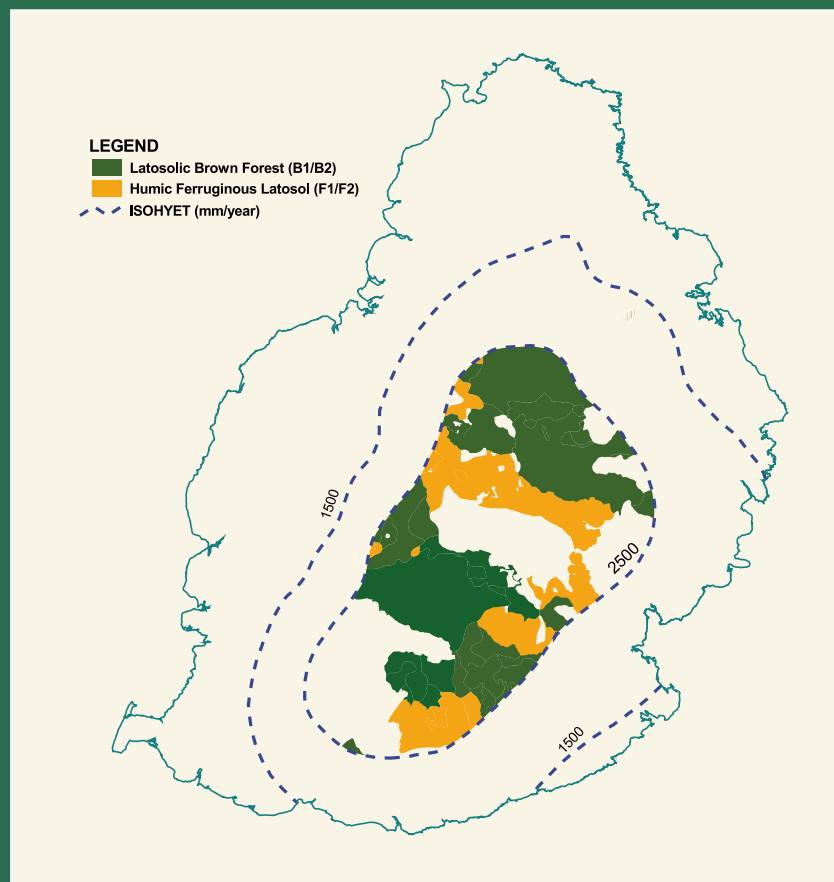 LEGEND
Latosolic Brown Forest (B1/B2)
Humic Ferruginous Latosol (F1/F2)
ISOHYET (mm/year)
1500
2500
1500